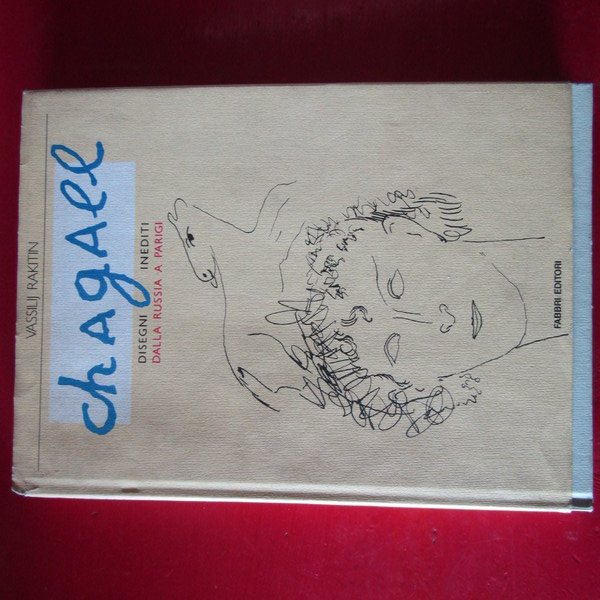 VASSILIJ RAKITIN
chagall
DISEGNI INEDITI
DALLA RUSSIA A PARIGI
FABBRI EDITORI